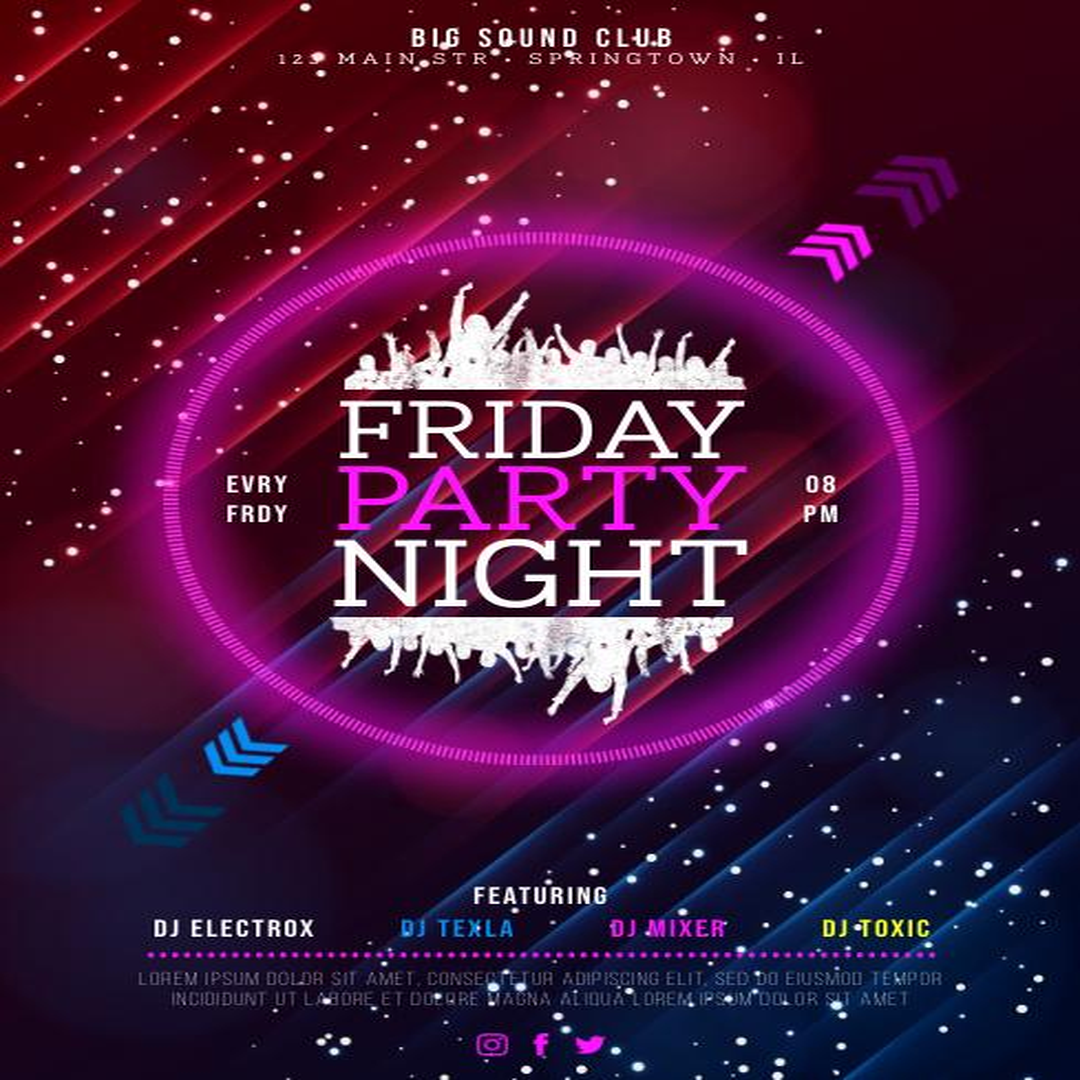 BIG SOUND CLUB
123 MAIN STR · SPRINGTOWN · IL
FRIDAY
PARTY
NIGHT
EVRY
FRDY
08
PM
FEATURING
DJ ELECTROX DJ TEXLA DJ MIXER DJ TOXIC
LOREM IPSUM DOLOR SIT AMET, CONSECTETUR ADIPISCING ELIT, SED DO EIUSMOD TEMPOR
INCIDIDUNT UT LABORE ET DOLORE MAGNA ALIQUA LOREM IPSUM DOLOR SIT AMET